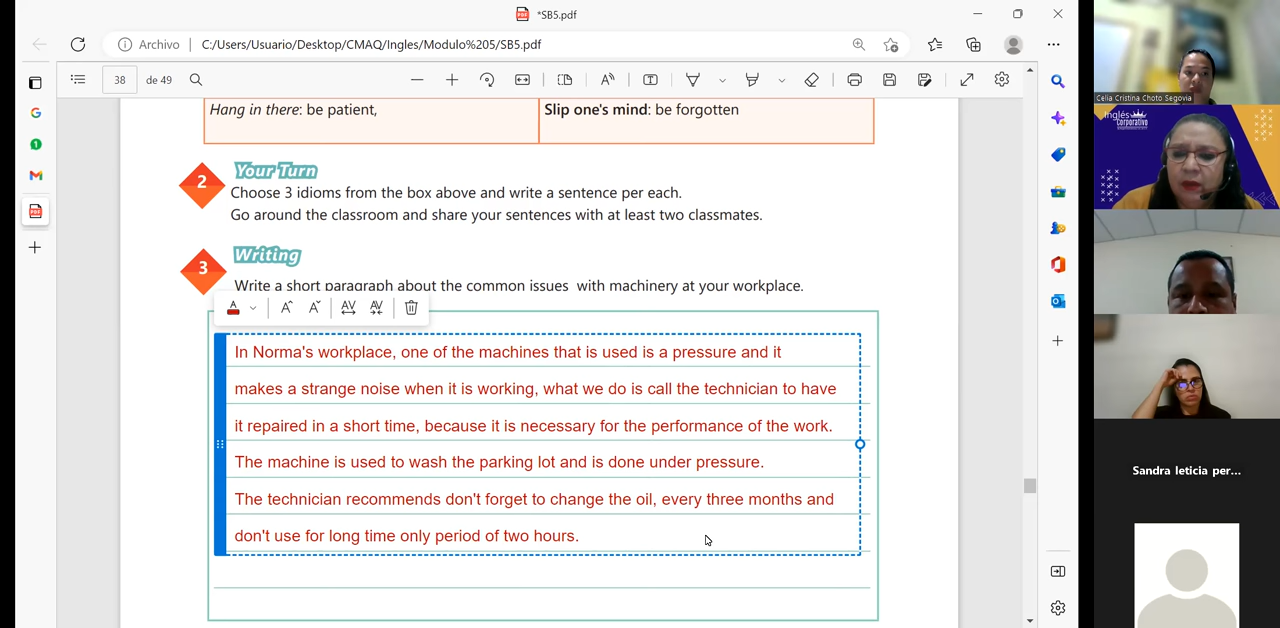 *SB5.pdf
Archivo
C:/Users/Usuario/Desktop/CMAQ/Ingles/Modulo%205/SB5.pdf
38 de 49
Hang in there: be patient,
Slip one's mind: be forgotten
2 Your Turn
Choose 3 idioms from the box above and write a sentence per each.
Go around the classroom and share your sentences with at least two classmates.
3 Writing
Write a short paragraph about the common issues with machinery at your workplace.
In Norma's workplace, one of the machines that is used is a pressure and it
makes a strange noise when it is working, what we do is call the technician to have
it repaired in a short time, because it is necessary for the performance of the work.
The machine is used to wash the parking lot and is done under pressure.
The technician recommends don't forget to change the oil, every three months and
don't use for long time only period of two hours.
Celia Cristina Choto Segovia
Inglés
Corporativo
Sandra leticia per...